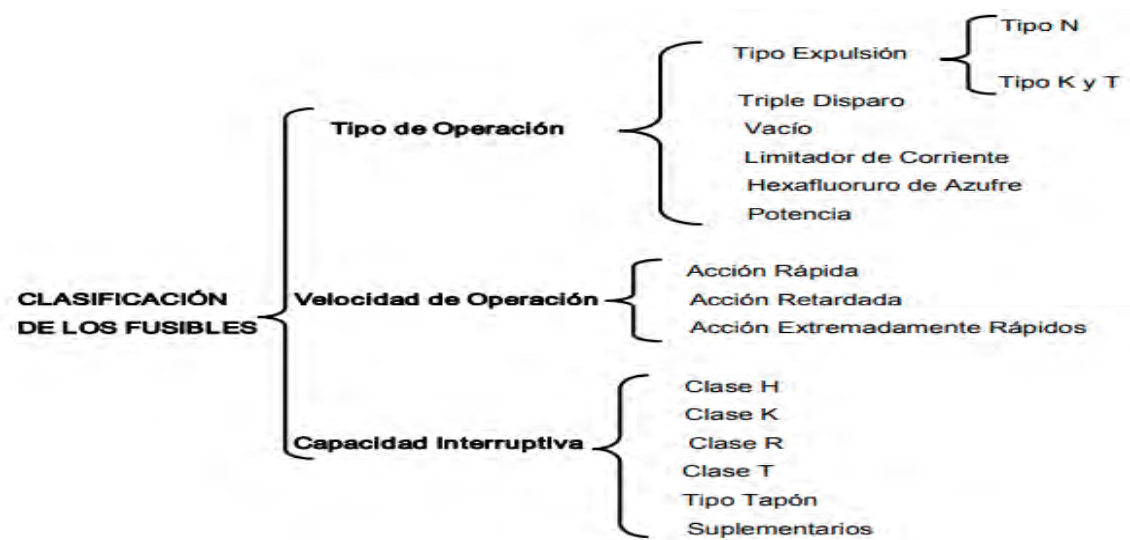 CLASIFICACIÓN
DE LOS FUSIBLES
Tipo de Operación
Tipo Expulsión
Tipo N
Tipo K y T
Triple Disparo
Vacío
Limitador de Corriente
Hexafluoruro de Azufre
Potencia
Velocidad de Operación
Acción Rápida
Acción Retardada
Acción Extremadamente Rápidos
Capacidad Interruptiva
Clase H
Clase K
Clase R
Clase T
Tipo Tapón
Suplementarios